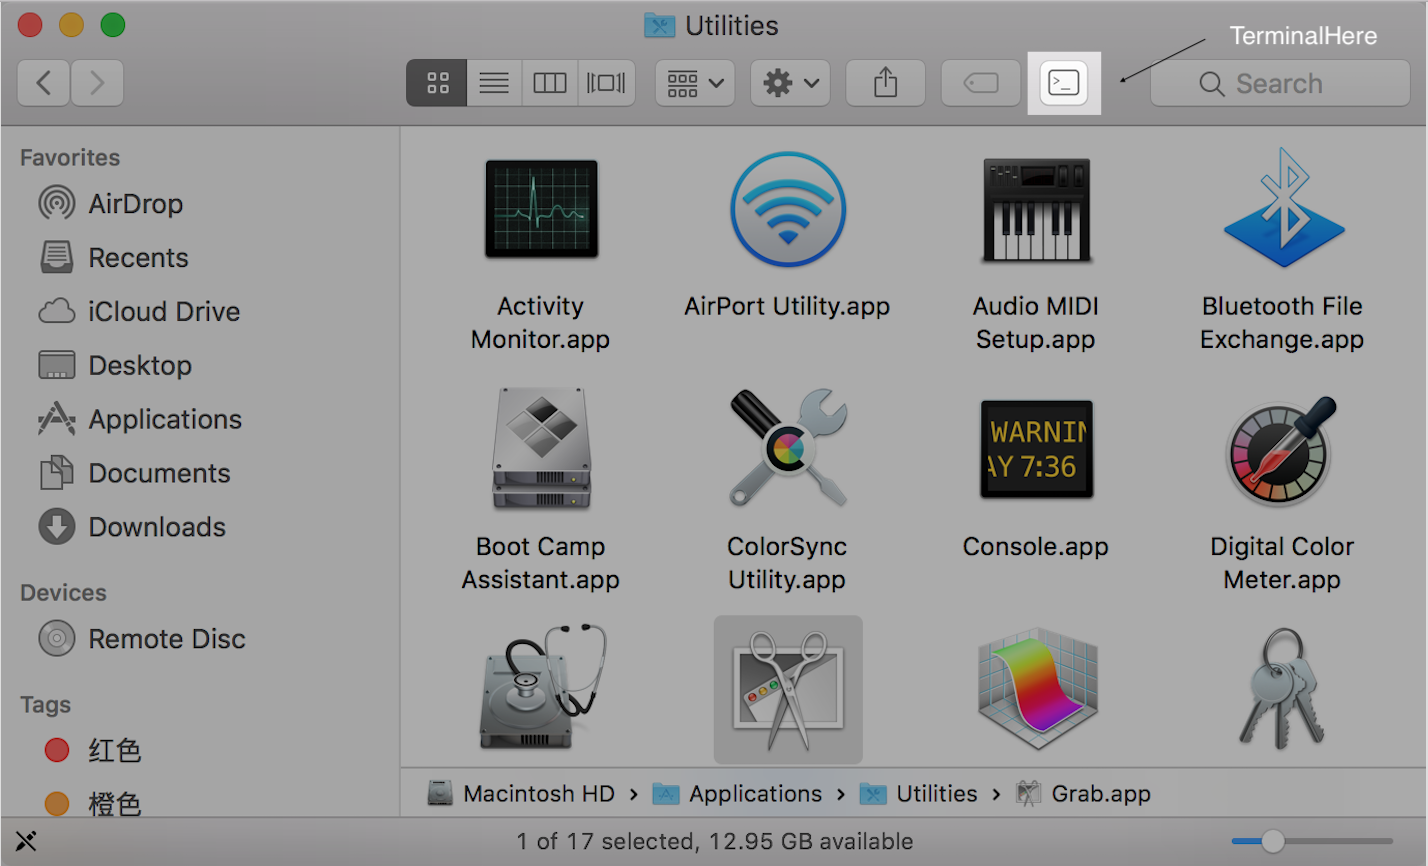 Utilities
TerminalHere
>_
Search
Favorites
AirDrop
Recents
iCloud Drive
Desktop
Applications
Documents
Downloads
Devices
Remote Disc
Tags
红色
橙色
Activity
Monitor.app
AirPort Utility.app
Audio MIDI
Setup.app
Bluetooth File
Exchange.app
Boot Camp
Assistant.app
ColorSync
Utility.app
WARNIN
AY 7:36
Console.app
Digital Color
Meter.app
Macintosh HD › Applications › Utilities › Grab.app
1 of 17 selected, 12.95 GB available